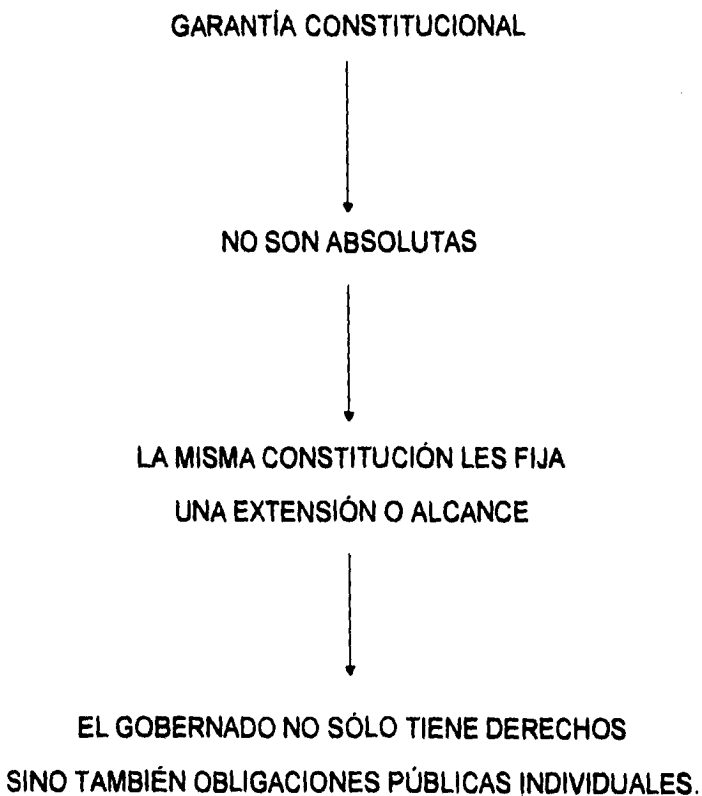 GARANTÍA CONSTITUCIONAL
NO SON ABSOLUTAS
LA MISMA CONSTITUCIÓN LES FIJA
UNA EXTENSIÓN O ALCANCE
EL GOBERNADO NO SÓLO TIENE DERECHOS
SINO TAMBIÉN OBLIGACIONES PÚBLICAS INDIVIDUALES.